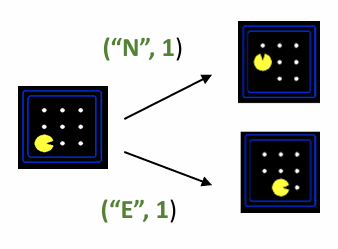 (“N”, 1)
(“E”, 1)